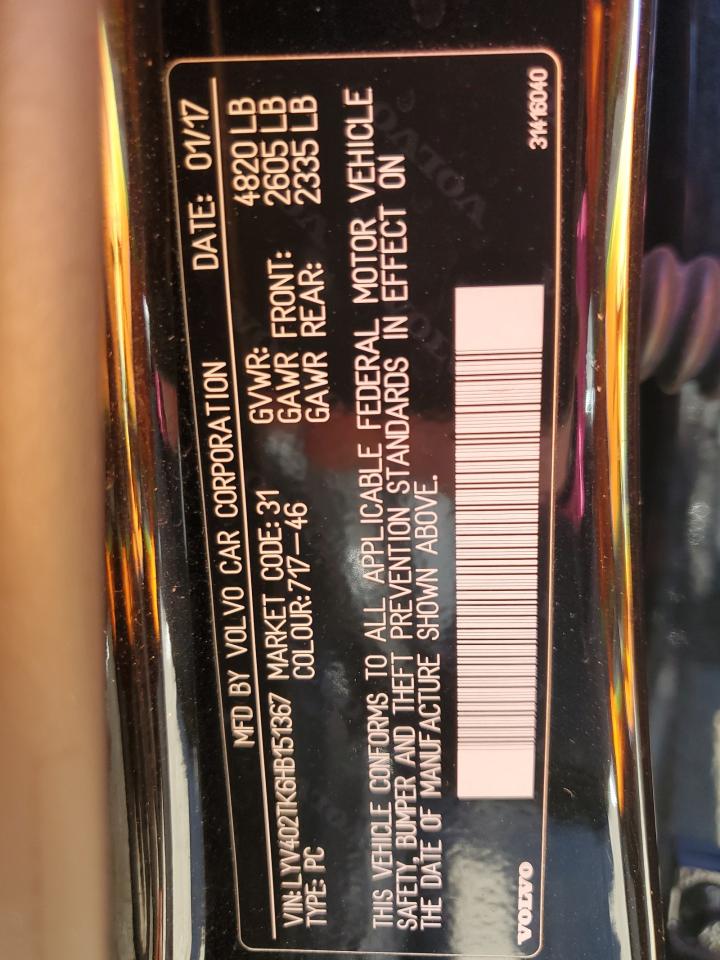 MFD BY VOLVO CAR CORPORATION DATE: 01/17
VIN: LYV402TK6HB151367 MARKET CODE: 31 GVWR: 4820 LB
TYPE: PC COLOUR: 717-46 GAWR FRONT: 2605 LB
GAWR REAR: 2335 LB
THIS VEHICLE CONFORMS TO ALL APPLICABLE FEDERAL MOTOR VEHICLE
SAFETY, BUMPER AND THEFT PREVENTION STANDARDS IN EFFECT ON
THE DATE OF MANUFACTURE SHOWN ABOVE.
VOLVO 31416040